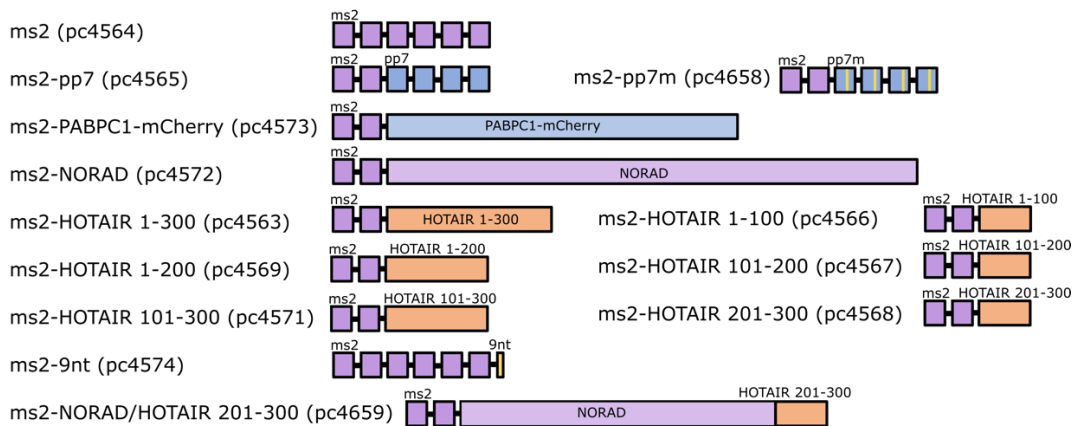 ms2 (pc4564)
ms2-pp7 (pc4565)
ms2 pp7
ms2-pp7m (pc4658)
ms2 pp7m
ms2-PABPC1-mCherry (pc4573)
ms2
PABPC1-mCherry
ms2-NORAD (pc4572)
ms2
NORAD
ms2-HOTAIR 1-300 (pc4563)
ms2
HOTAIR 1-300
ms2-HOTAIR 1-100 (pc4566)
ms2 HOTAIR 1-100
ms2-HOTAIR 1-200 (pc4569)
ms2 HOTAIR 1-200
ms2-HOTAIR 101-200 (pc4567)
ms2 HOTAIR 101-200
ms2-HOTAIR 101-300 (pc4571)
ms2 HOTAIR 101-300
ms2-HOTAIR 201-300 (pc4568)
ms2 HOTAIR 201-300
ms2-9nt (pc4574)
ms2 9nt
ms2-NORAD/HOTAIR 201-300 (pc4659)
ms2 HOTAIR 201-300
NORAD
ms2